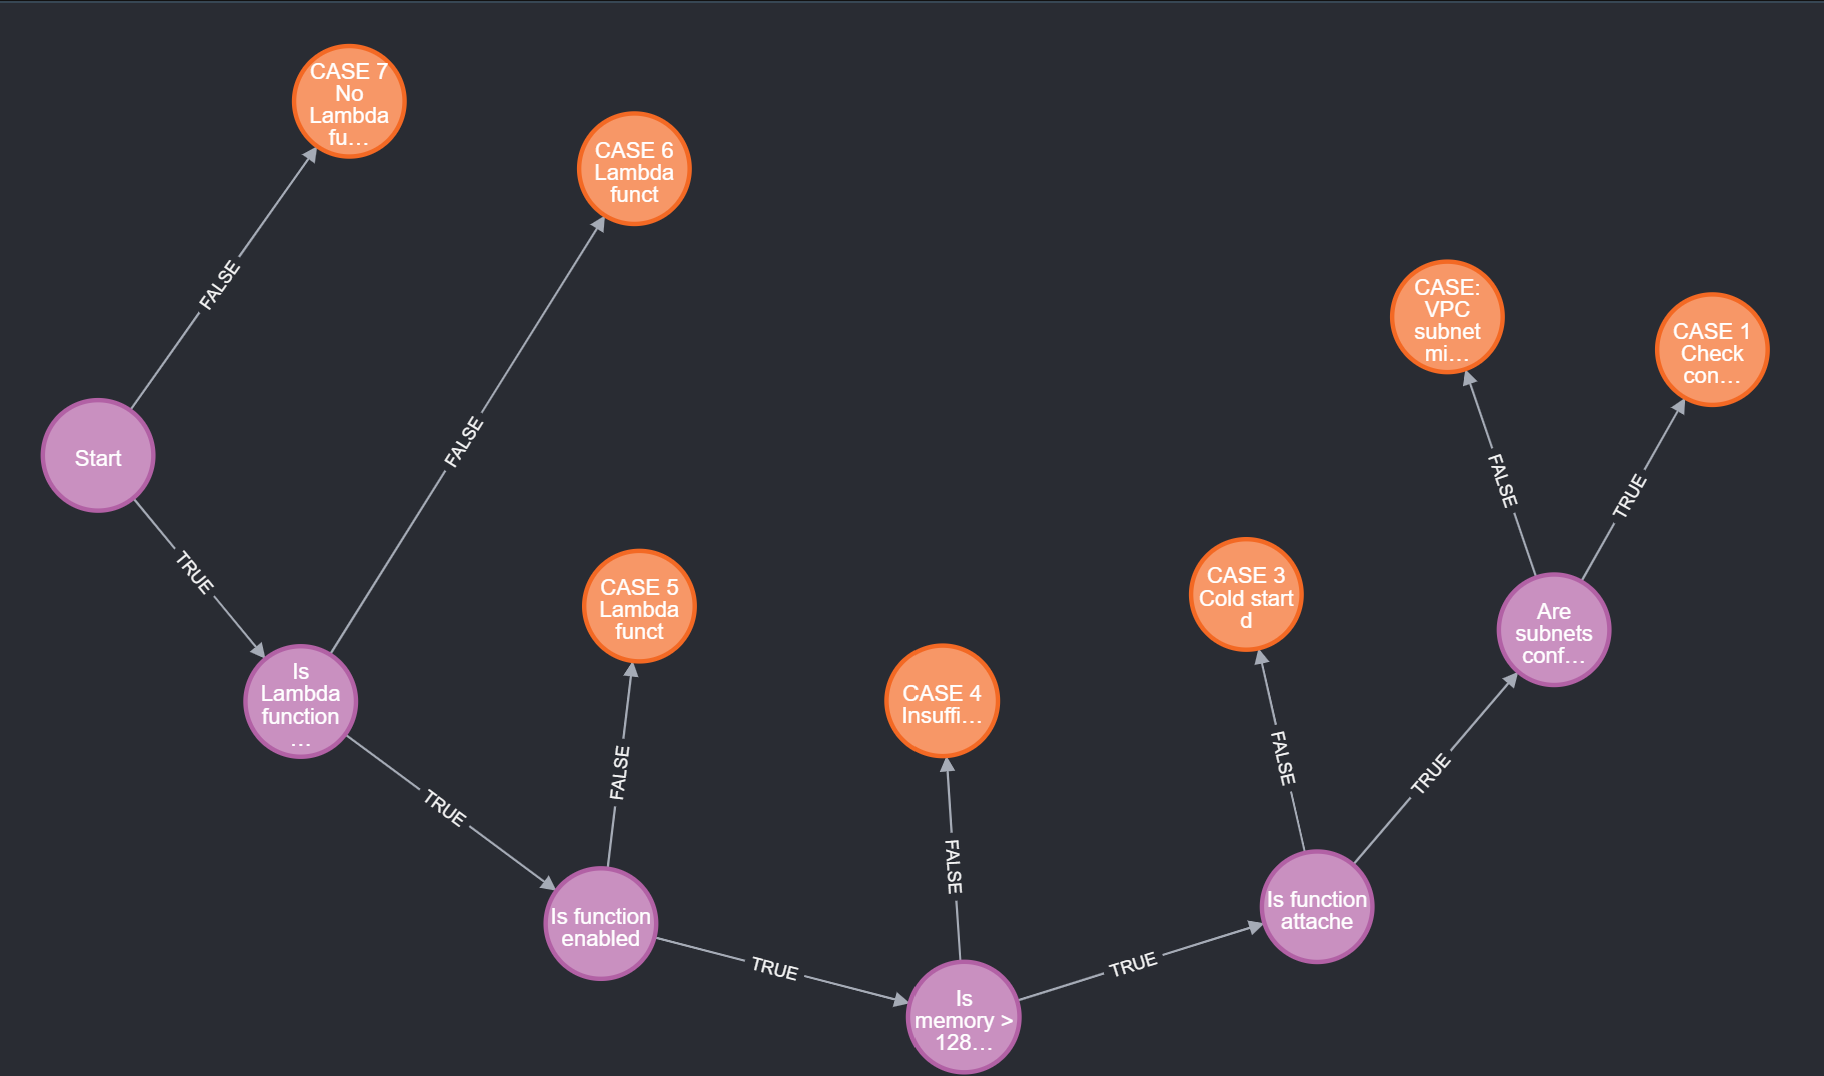 CASE 7
No
Lambda
fu...
CASE 6
Lambda
funct
FALSE
FALSE
CASE:
VPC
subnet
mi...
CASE 1
Check
con...
Start
FALSE
TRUE
TRUE
CASE 5
Lambda
funct
CASE 3
Cold start
d
Are
subnets
conf...
Is
Lambda
function
...
CASE 4
Insuffi...
FALSE
FALSE
TRUE
TRUE
FALSE
Is function
enabled
Is function
attache
TRUE
TRUE
Is
memory >
128...